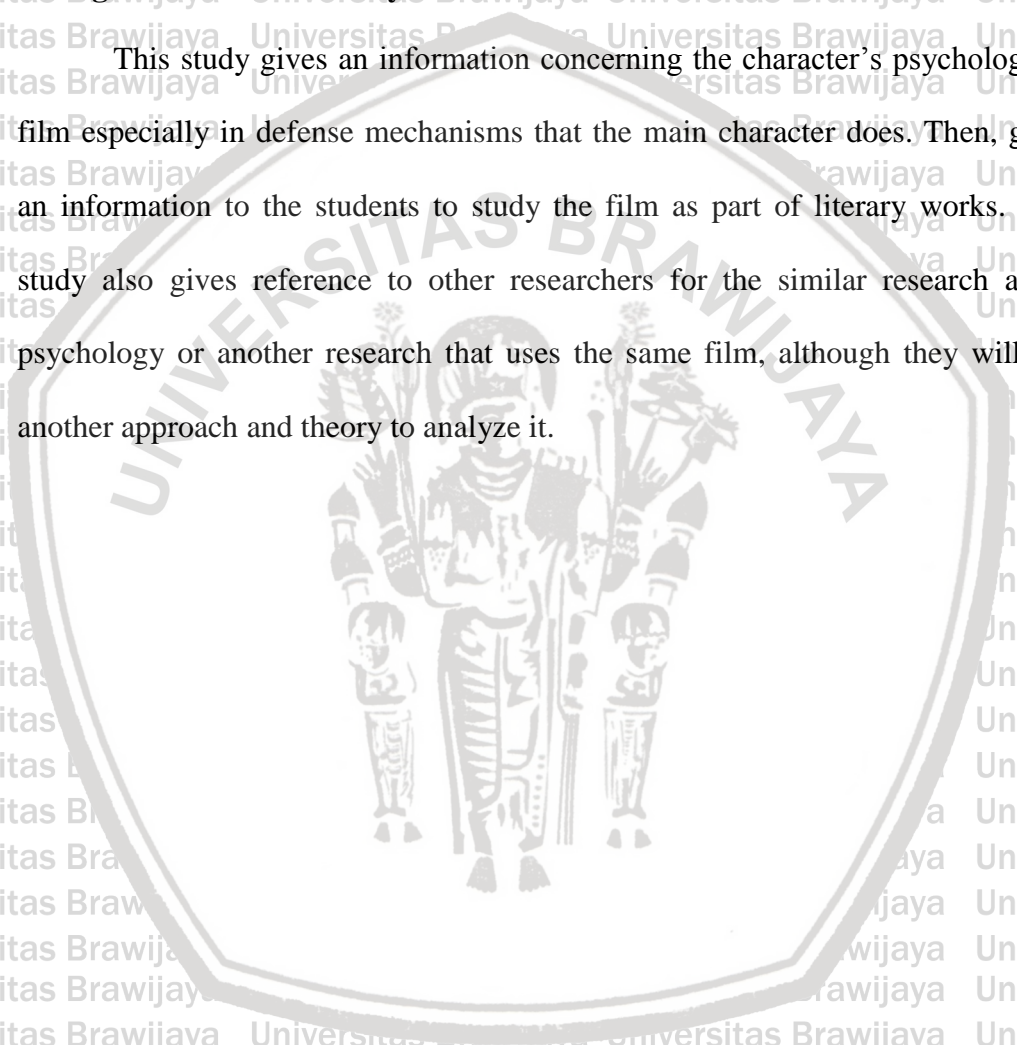 This study gives an information concerning the character's
film especially in defense mechanisms that the main character does. Then,
an information to the students to study the film as part of literary works.
study also gives reference to other researchers for the similar research
psychology or another research that uses the same film, although they will
another approach and theory to analyze it.
UNIVERSITAS BRAWIJAYA